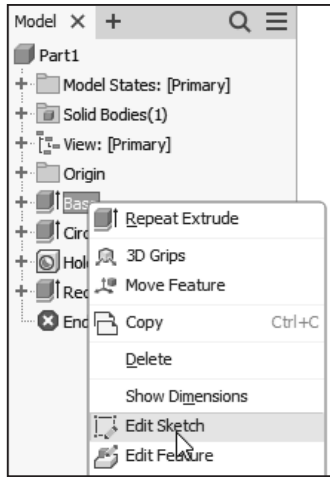 Model
Part1
Model States: [Primary]
Solid Bodies(1)
View: [Primary]
Origin
Bas
Circ
Hol
Rec
End
Repeat Extrude
3D Grips
Move Feature
Copy Ctrl+C
Delete
Show Dimensions
Edit Sketch
Edit Feature